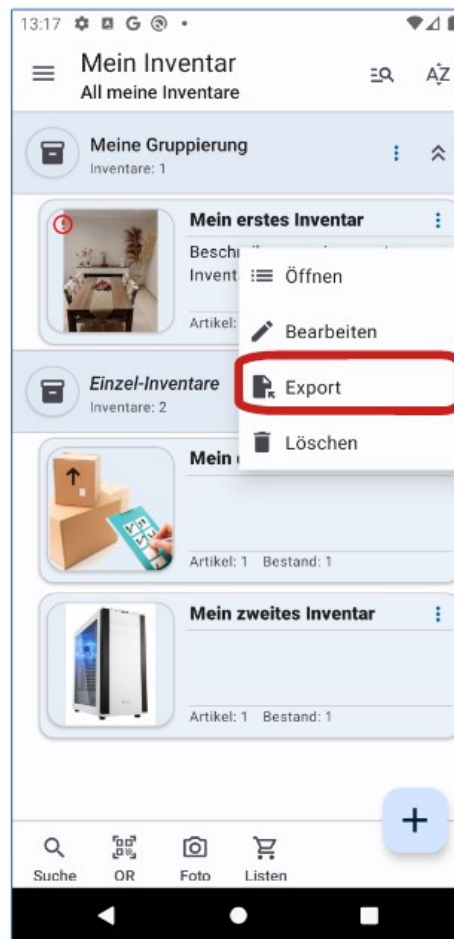 13:17
Mein Inventar
All meine Inventare
AZ
Meine Gruppierung
Inventare: 1
Mein erstes Inventar
Artikel:
Öffnen
Bearbeiten
Export
Löschen
Einzel-Inventare
Inventare: 2
Mein
Artikel: 1 Bestand: 1
Mein zweites Inventar
Artikel: 1 Bestand: 1
Suche QR Foto Listen